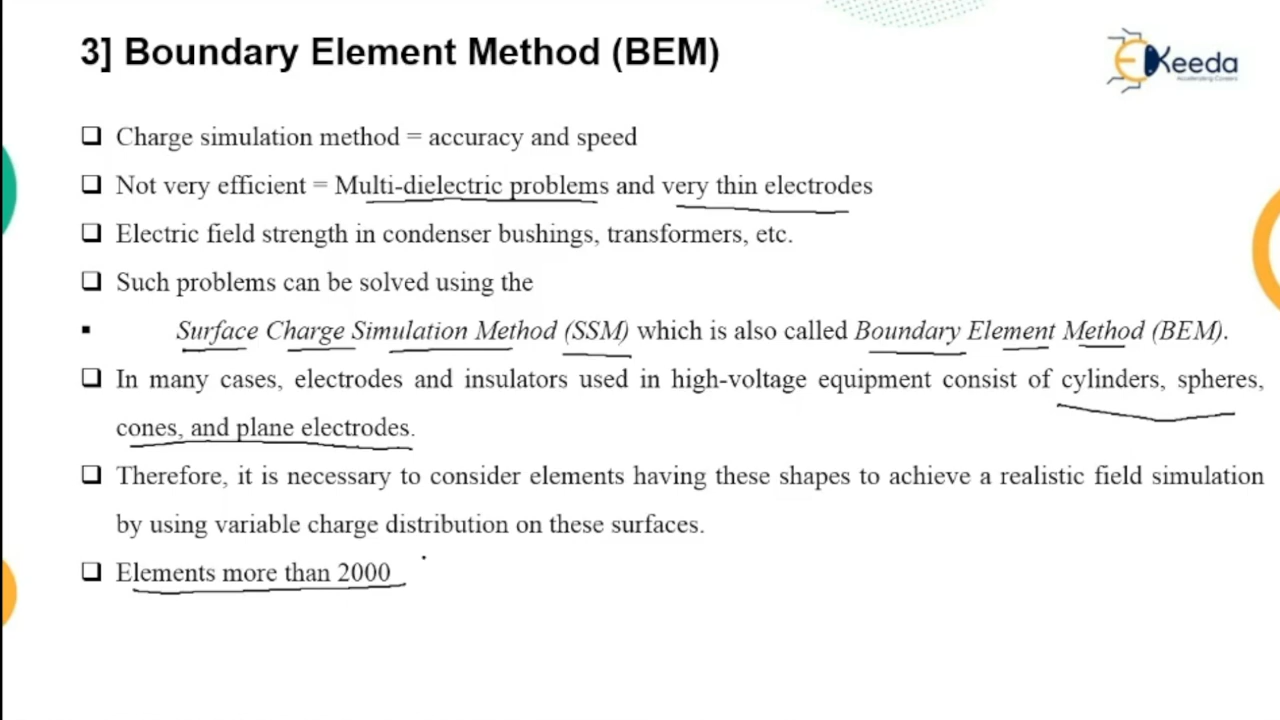 3] Boundary Element Method (BEM)
EKeeda
Accelerating Careers
❑ Charge simulation method = accuracy and speed
❑ Not very efficient = Multi-dielectric problems and very thin electrodes
❑ Electric field strength in condenser bushings, transformers, etc.
❑ Such problems can be solved using the
▪ Surface Charge Simulation Method (SSM) which is also called Boundary Element Method (BEM).
❑ In many cases, electrodes and insulators used in high-voltage equipment consist of cylinders, spheres,
cones, and plane electrodes.
❑ Therefore, it is necessary to consider elements having these shapes to achieve a realistic field simulation
by using variable charge distribution on these surfaces.
❑ Elements more than 2000